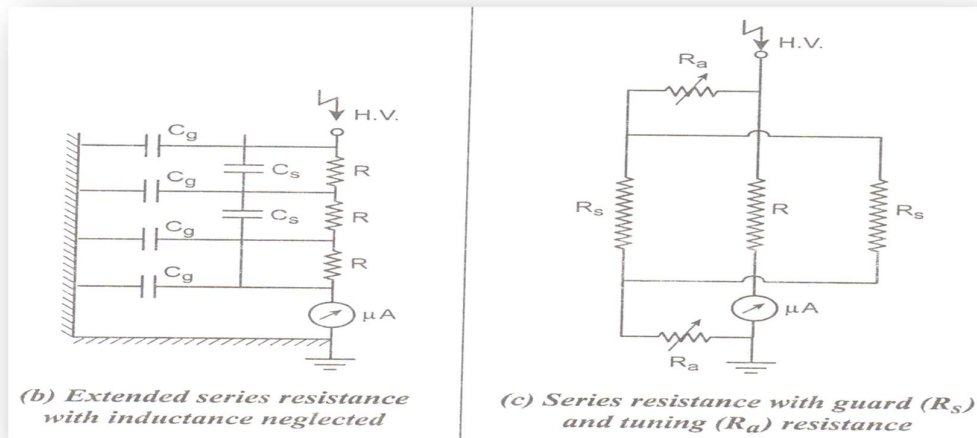 H.V.
Cg
Cs
R
Cg
Cs
R
Cg
R
Cg
μA
(b) Extended series resistance
with inductance neglected
H.V.
Ra
Rs
R
Rs
μA
Ra
(c) Series resistance with guard (Rs)
and tuning (Ra) resistance